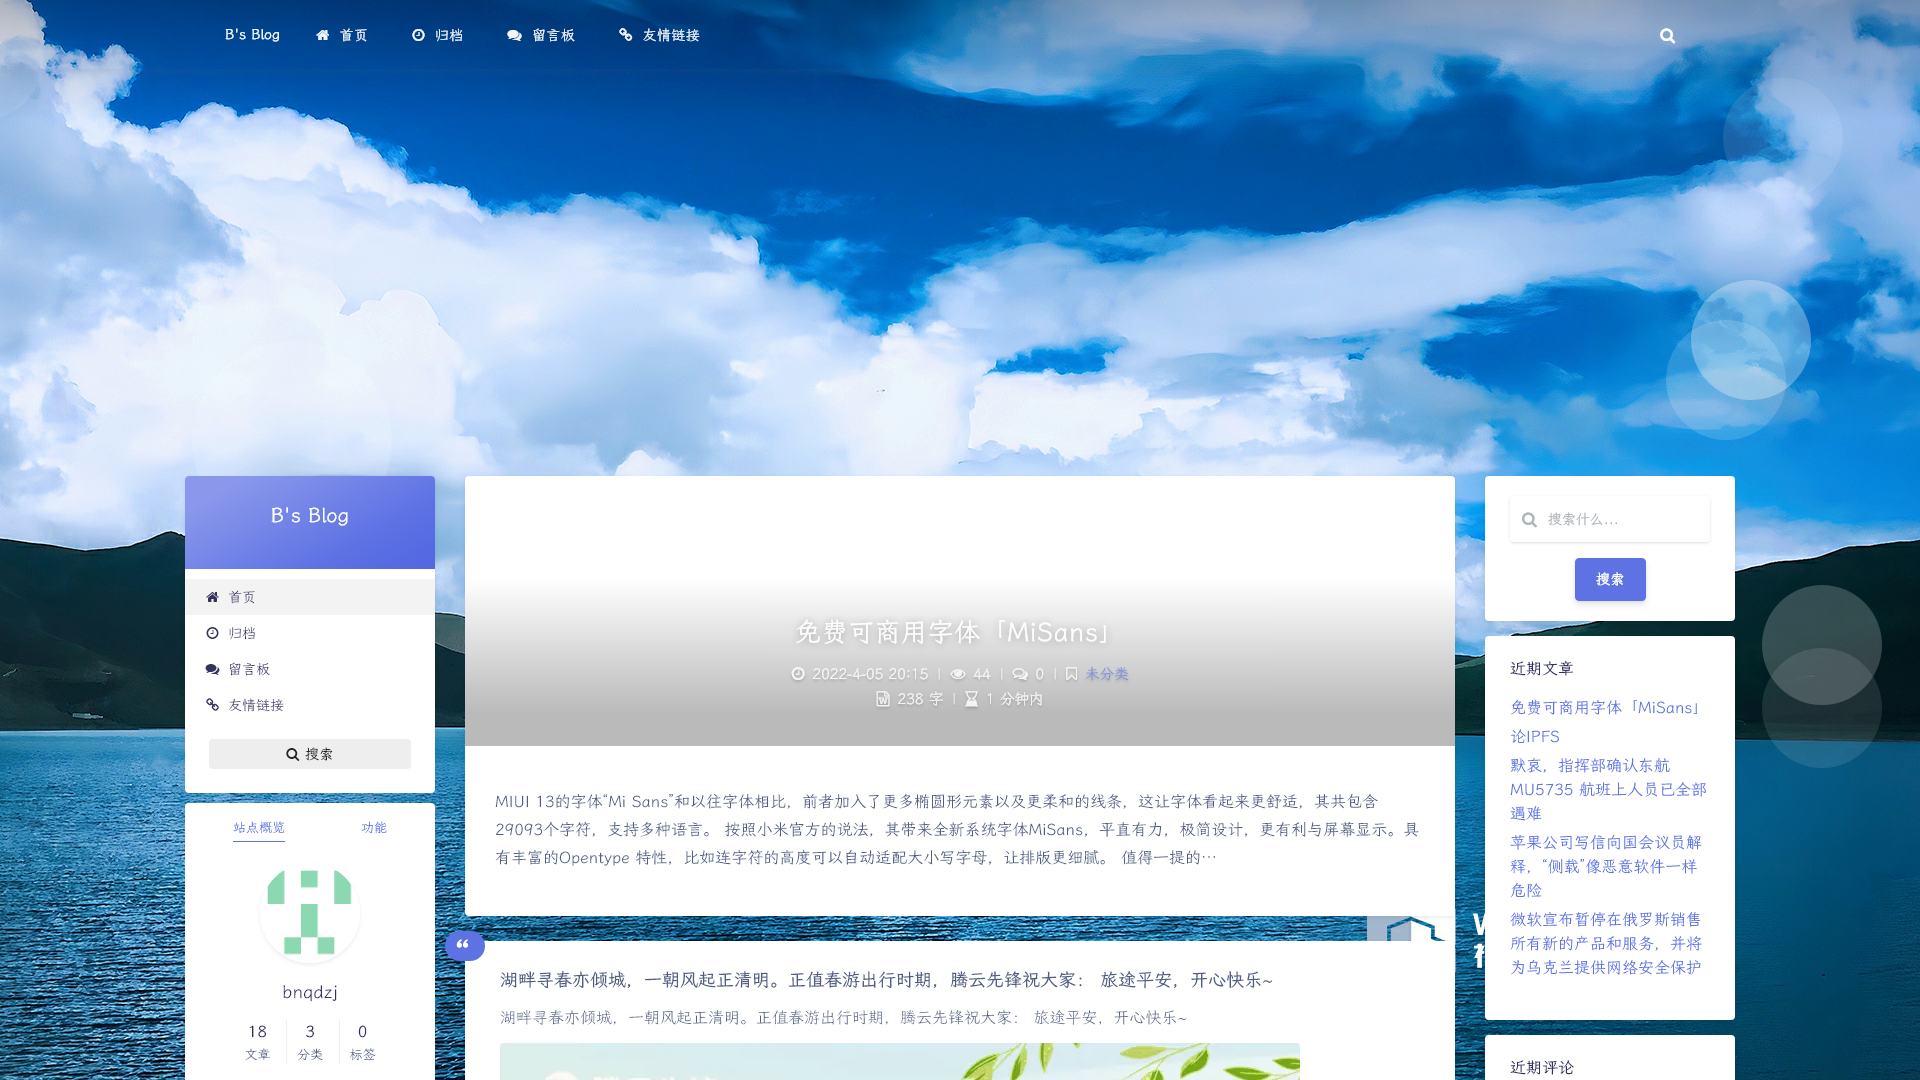 B's Blog 首页 归档 留言板 友情链接
B's Blog
首页
归档
留言板
友情链接
搜索
站点概览 功能
bnqdzj
18 3 0
文章 分类 标签
免费可商用字体「MiSans」
2022-4-05 20:15 | 44 | 0 | 未分类
238 字 | 1 分钟内
MIUI 13的字体“Mi Sans”和以往字体相比，前者加入了更多椭圆形元素以及更柔和的线条，这让字体看起来更舒适，其共包含
29093个字符，支持多种语言。 按照小米官方的说法，其带来全新系统字体MiSans，平直有力，极简设计，更有利与屏幕显示。具
有丰富的Opentype 特性，比如连字符的高度可以自动适配大小写字母，让排版更细腻。 值得一提的…
湖畔寻春亦倾城，一朝风起正清明。正值春游出行时期，腾云先锋祝大家： 旅途平安，开心快乐~
湖畔寻春亦倾城，一朝风起正清明。正值春游出行时期，腾云先锋祝大家： 旅途平安，开心快乐~
搜索什么...
搜索
近期文章
免费可商用字体「MiSans」
论IPFS
默哀，指挥部确认东航
MU5735 航班上人员已全部
遇难
苹果公司写信向国会议员解
释，“侧载”像恶意软件一样
危险
微软宣布暂停在俄罗斯销售
所有新的产品和服务，并将
为乌克兰提供网络安全保护
近期评论